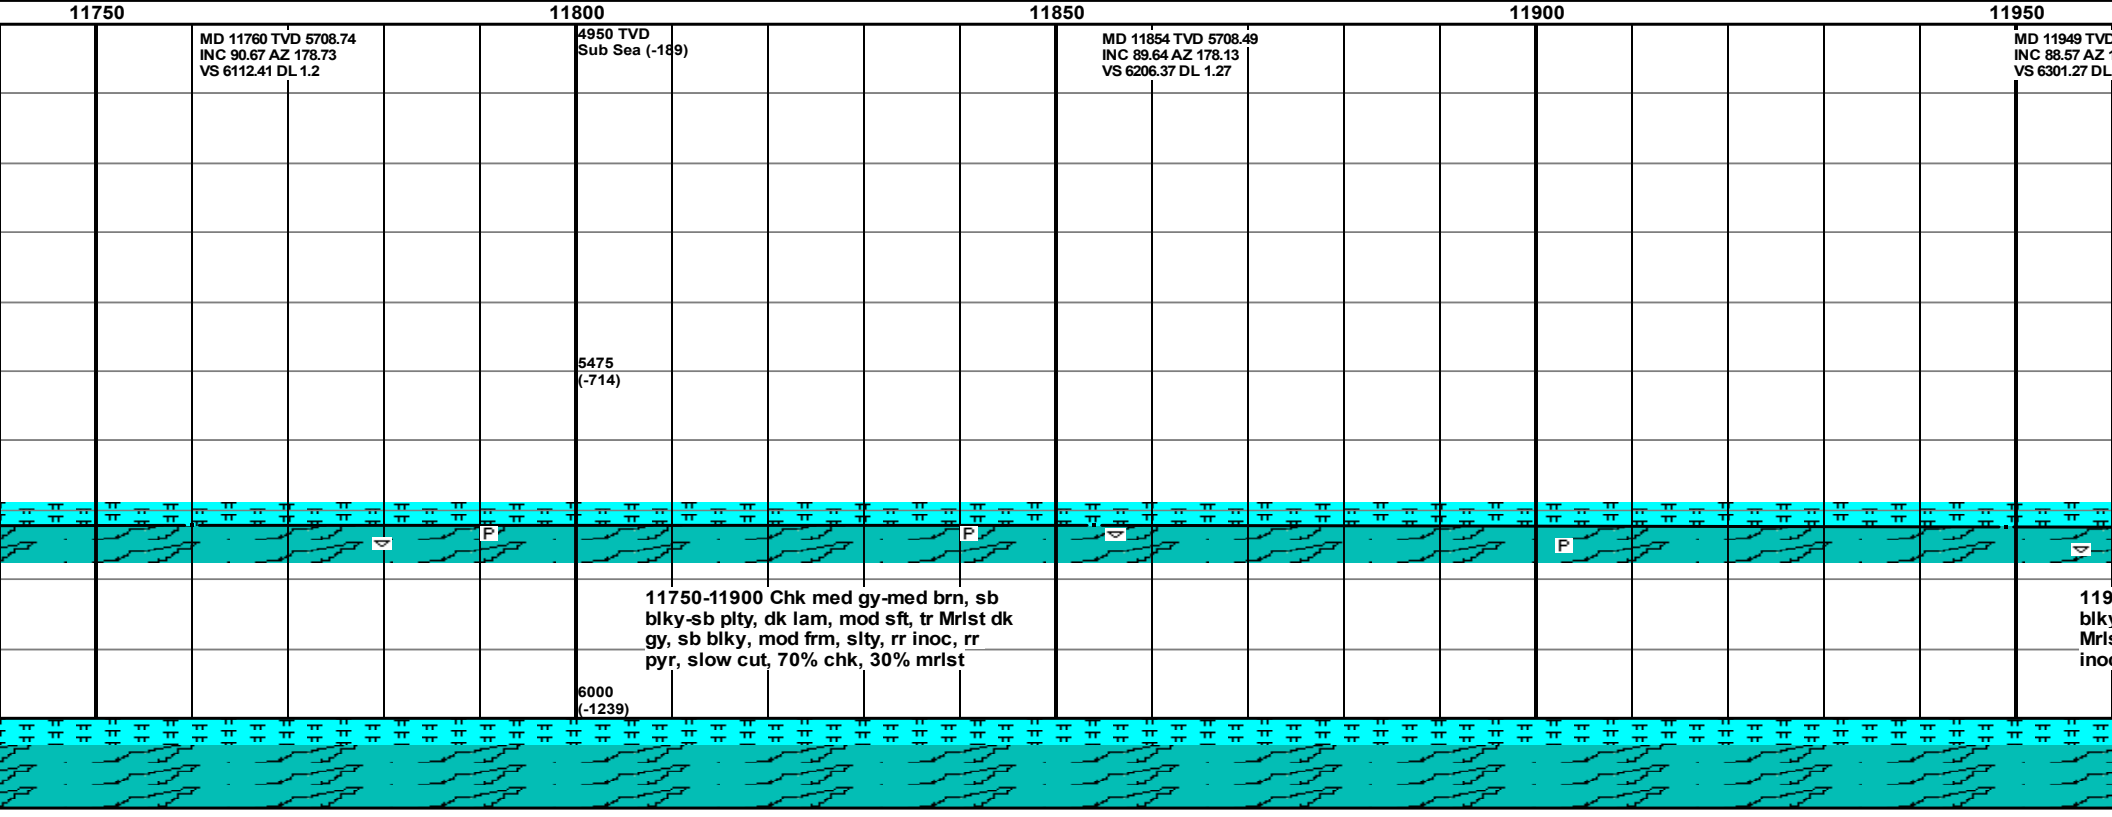 11750 11800 11850 11900 11950
MD 11760 TVD 5708.74
INC 90.67 AZ 178.73
VS 6112.41 DL 1.2
4950 TVD
Sub Sea (-189)
MD 11854 TVD 5708.49
INC 89.64 AZ 178.13
VS 6206.37 DL 1.27
MD 11949 TVD
INC 88.57 AZ
VS 6301.27 DL
5475
(-714)
P P P
11750-11900 Chk med gy-med brn, sb
blky-sb plty, dk lam, mod sft, tr Mrlst dk
gy, sb blky, mod frm, slty, rr inoc, rr
pyr, slow cut, 70% chk, 30% mrlst
119
blky
Mrls
inoc
6000
(-1239)